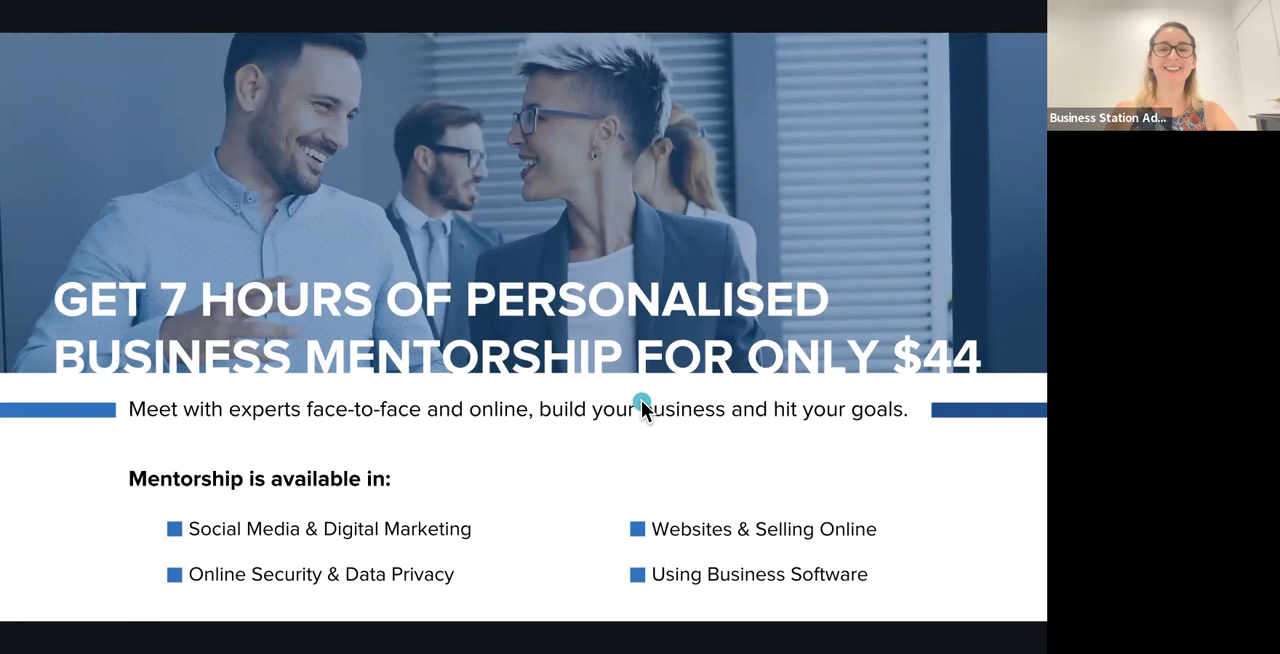 GET 7 HOURS OF PERSONALISED
BUSINESS MENTORSHIP FOR ONLY $44
Meet with experts face-to-face and online, build your business and hit your goals.
Mentorship is available in:
Social Media & Digital Marketing
Websites & Selling Online
Online Security & Data Privacy
Using Business Software
Business Station Ad...